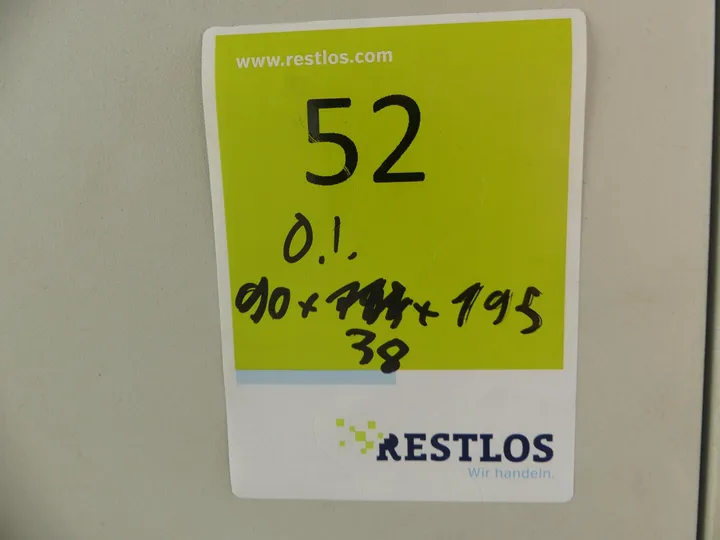 www.restlos.com
52
0.1.
90 x x 195
38
RESTLOS
Wir handeln.